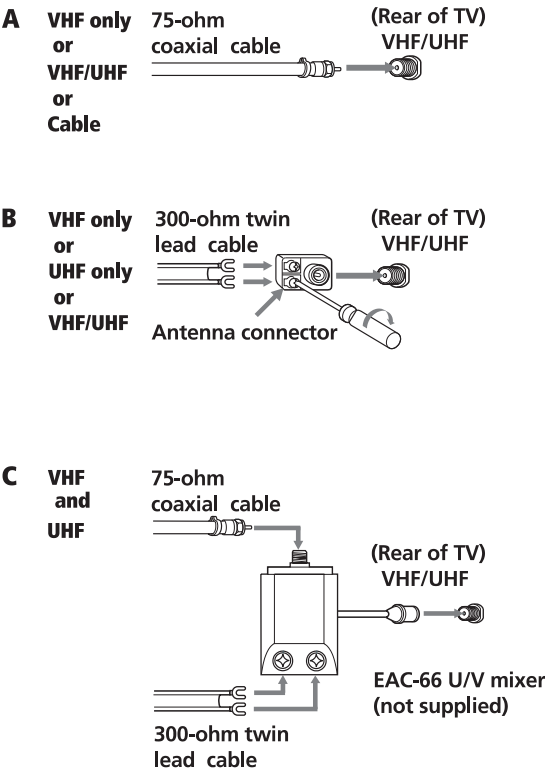 A VHF only or VHF/UHF or Cable
75-ohm
coaxial cable
(Rear of TV)
VHF/UHF
B VHF only or UHF only or VHF/UHF
300-ohm twin
lead cable
(Rear of TV)
VHF/UHF
Antenna connector
C VHF and UHF
75-ohm
coaxial cable
(Rear of TV)
VHF/UHF
EAC-66 U/V mixer
(not supplied)
300-ohm twin
lead cable